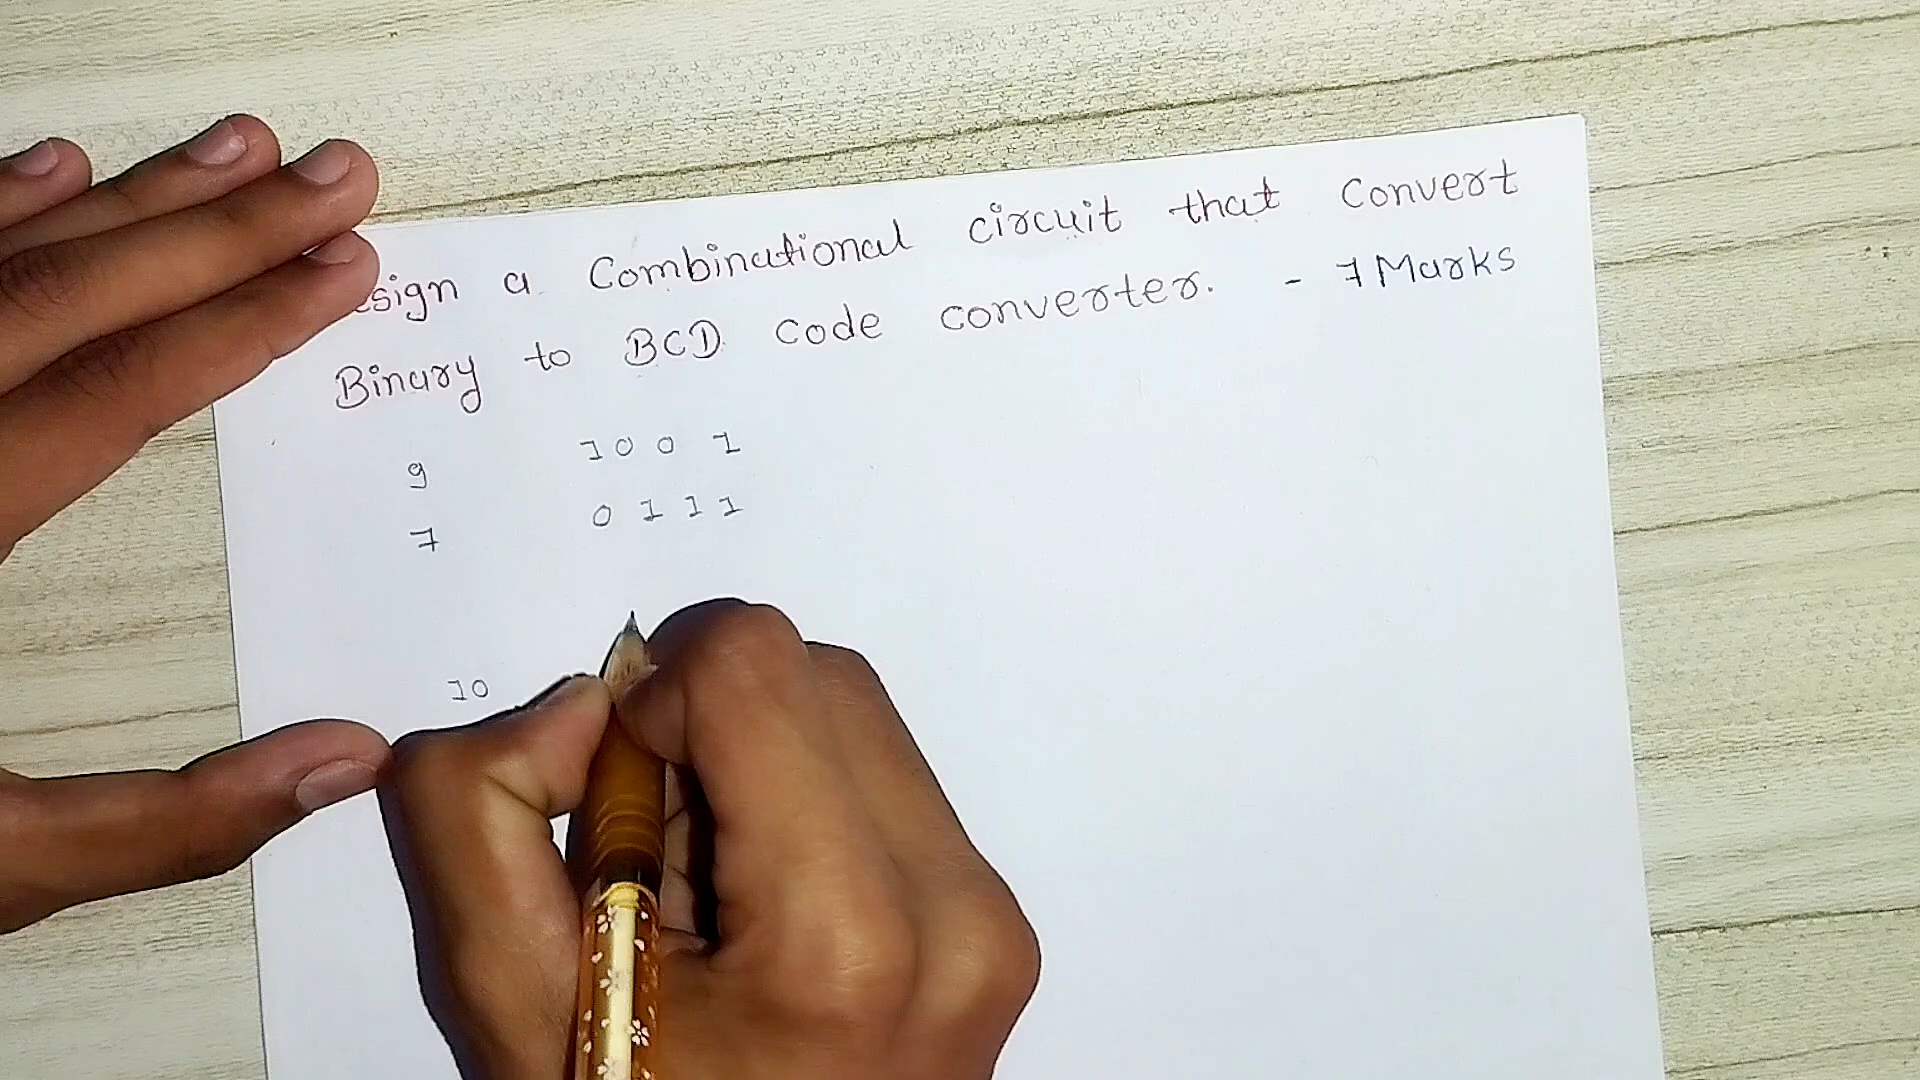 sign a Combinational circuit that Convert
Binary to BCD Code converter. - 7 Marks
9 1 0 0 1
7 0 1 1 1
10